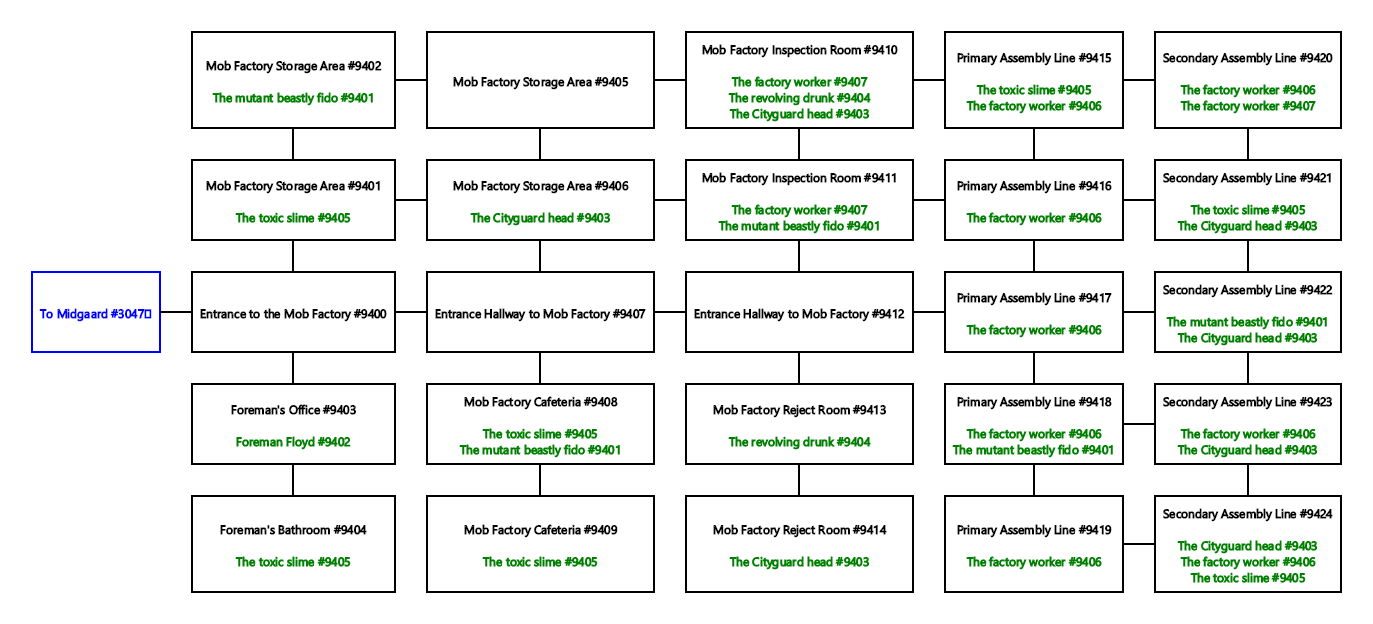 Mob Factory Storage Area #9402
The mutant beastly fido #9401
Mob Factory Storage Area #9405
Mob Factory Inspection Room #9410
The factory worker #9407
The revolving drunk #9404
The Cityguard head #9403
Primary Assembly Line #9415
The toxic slime #9405
The factory worker #9406
Secondary Assembly Line #9420
The factory worker #9406
The factory worker #9407
Mob Factory Storage Area #9401
The toxic slime #9405
Mob Factory Storage Area #9406
The Cityguard head #9403
Mob Factory Inspection Room #9411
The factory worker #9407
The mutant beastly fido #9401
Primary Assembly Line #9416
The factory worker #9406
Secondary Assembly Line #9421
The toxic slime #9405
The Cityguard head #9403
To Midgaard #3047
Entrance to the Mob Factory #9400
Entrance Hallway to Mob Factory #9407
Entrance Hallway to Mob Factory #9412
Primary Assembly Line #9417
The factory worker #9406
Secondary Assembly Line #9422
The mutant beastly fido #9401
The Cityguard head #9403
Foreman's Office #9403
Foreman Floyd #9402
Mob Factory Cafeteria #9408
The toxic slime #9405
The mutant beastly fido #9401
Mob Factory Reject Room #9413
The revolving drunk #9404
Primary Assembly Line #9418
The factory worker #9406
The mutant beastly fido #9401
Secondary Assembly Line #9423
The factory worker #9406
The Cityguard head #9403
Foreman's Bathroom #9404
The toxic slime #9405
Mob Factory Cafeteria #9409
The toxic slime #9405
Mob Factory Reject Room #9414
The Cityguard head #9403
Primary Assembly Line #9419
The factory worker #9406
Secondary Assembly Line #9424
The Cityguard head #9403
The factory worker #9406
The toxic slime #9405